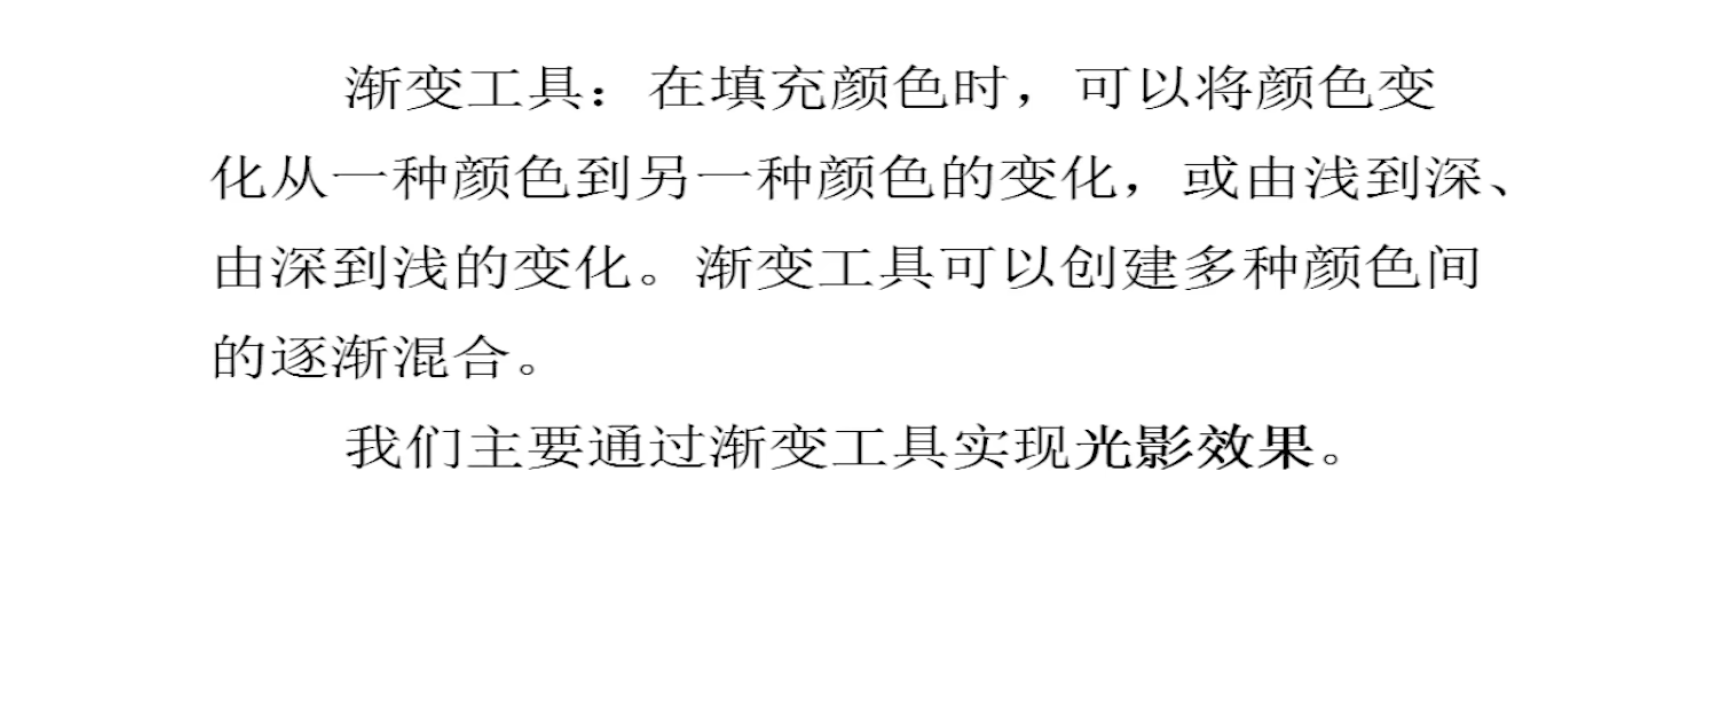 渐变工具：在填充颜色时，可以将颜色变
化从一种颜色到另一种颜色的变化，或由浅到深、
由深到浅的变化。渐变工具可以创建多种颜色间
的逐渐混合。
我们主要通过渐变工具实现光影效果。